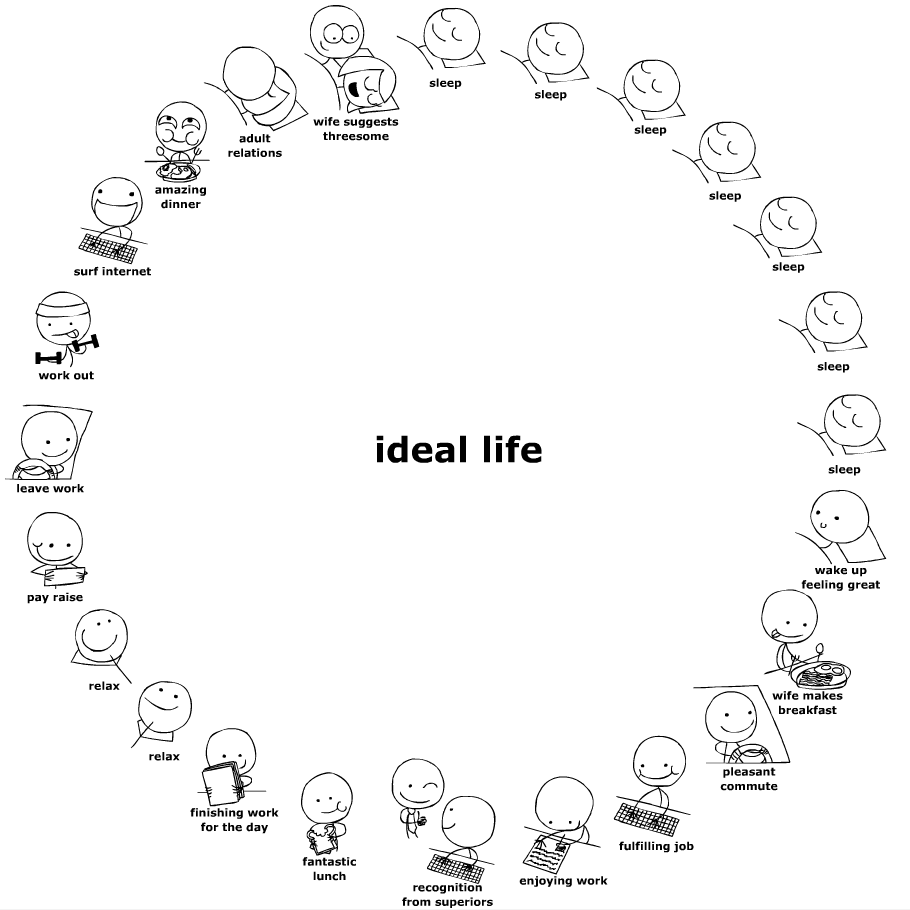 sleep
sleep
sleep
sleep
sleep
sleep
sleep
wake up
feeling great
wife makes
breakfast
pleasant
commute
fulfilling job
enjoying work
recognition
from superiors
fantastic
lunch
finishing work
for the day
relax
relax
pay raise
leave work
work out
surf internet
amazing
dinner
adult
relations
wife suggests
threesome
ideal life